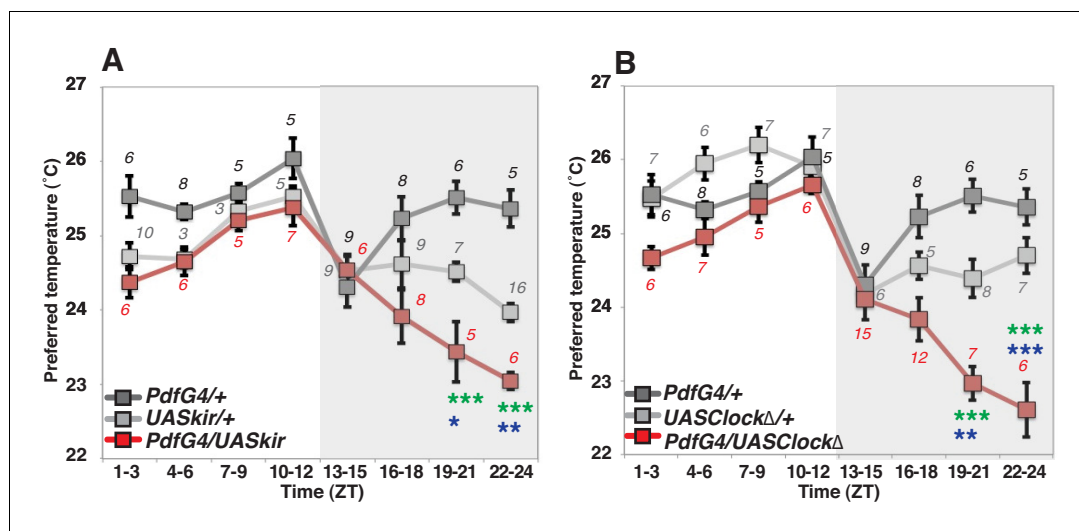 A
27
26
25
24
23
22
Preferred temperature (˚C)
6 8 5 5 9 8 6 5
10 3 3 5 9 9 7 16
6 6 5 7 6 8 5 6
*** ***
* **
PdfG4/+
UASkir/+
PdfG4/UASkir
1-3 4-6 7-9 10-12 13-15 16-18 19-21 22-24
Time (ZT)
B
27
26
25
24
23
22
Preferred temperature (˚C)
7 6 7 7 6 5 8 7
6 8 5 5 9 8 6 5
6 7 5 6 15 12 7 6
*** ***
** ***
PdfG4/+
UASClockΔ/+
PdfG4/UASClockΔ
1-3 4-6 7-9 10-12 13-15 16-18 19-21 22-24
Time (ZT)